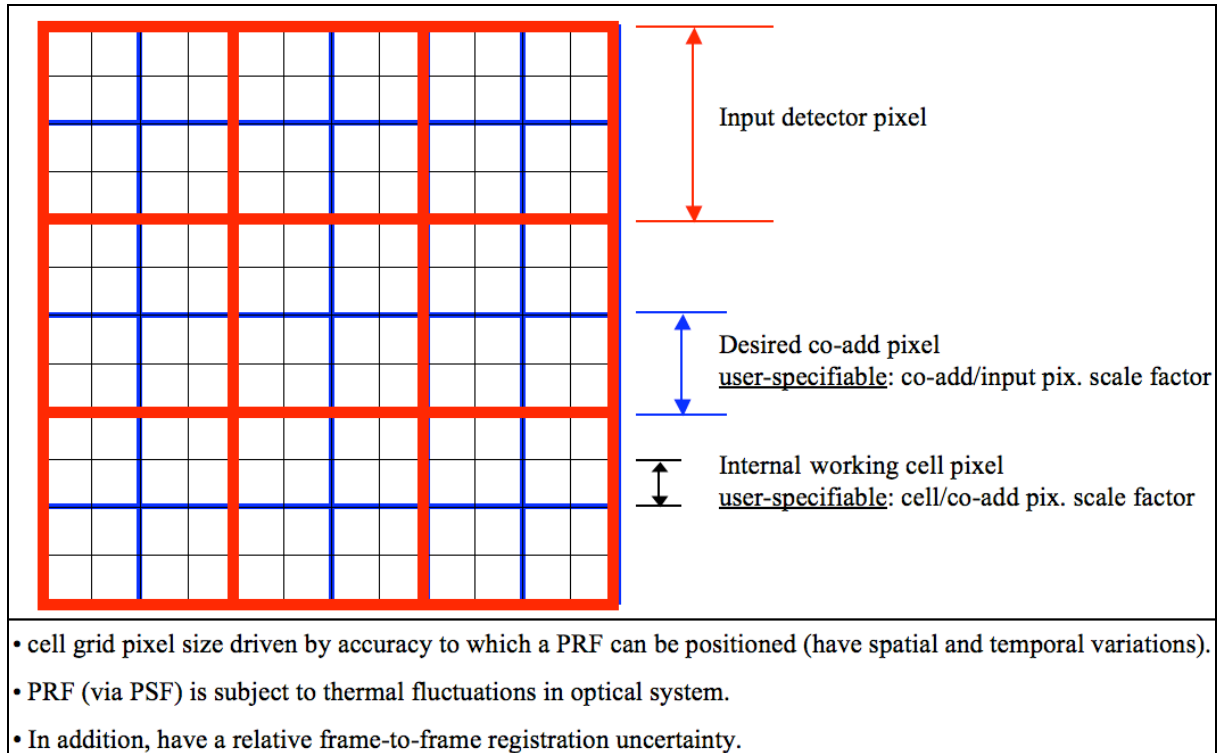 Input detector pixel
Desired co-add pixel
user-specifiable: co-add/input pix. scale factor
Internal working cell pixel
user-specifiable: cell/co-add pix. scale factor
• cell grid pixel size driven by accuracy to which a PRF can be positioned (have spatial and temporal variations).
• PRF (via PSF) is subject to thermal fluctuations in optical system.
• In addition, have a relative frame-to-frame registration uncertainty.